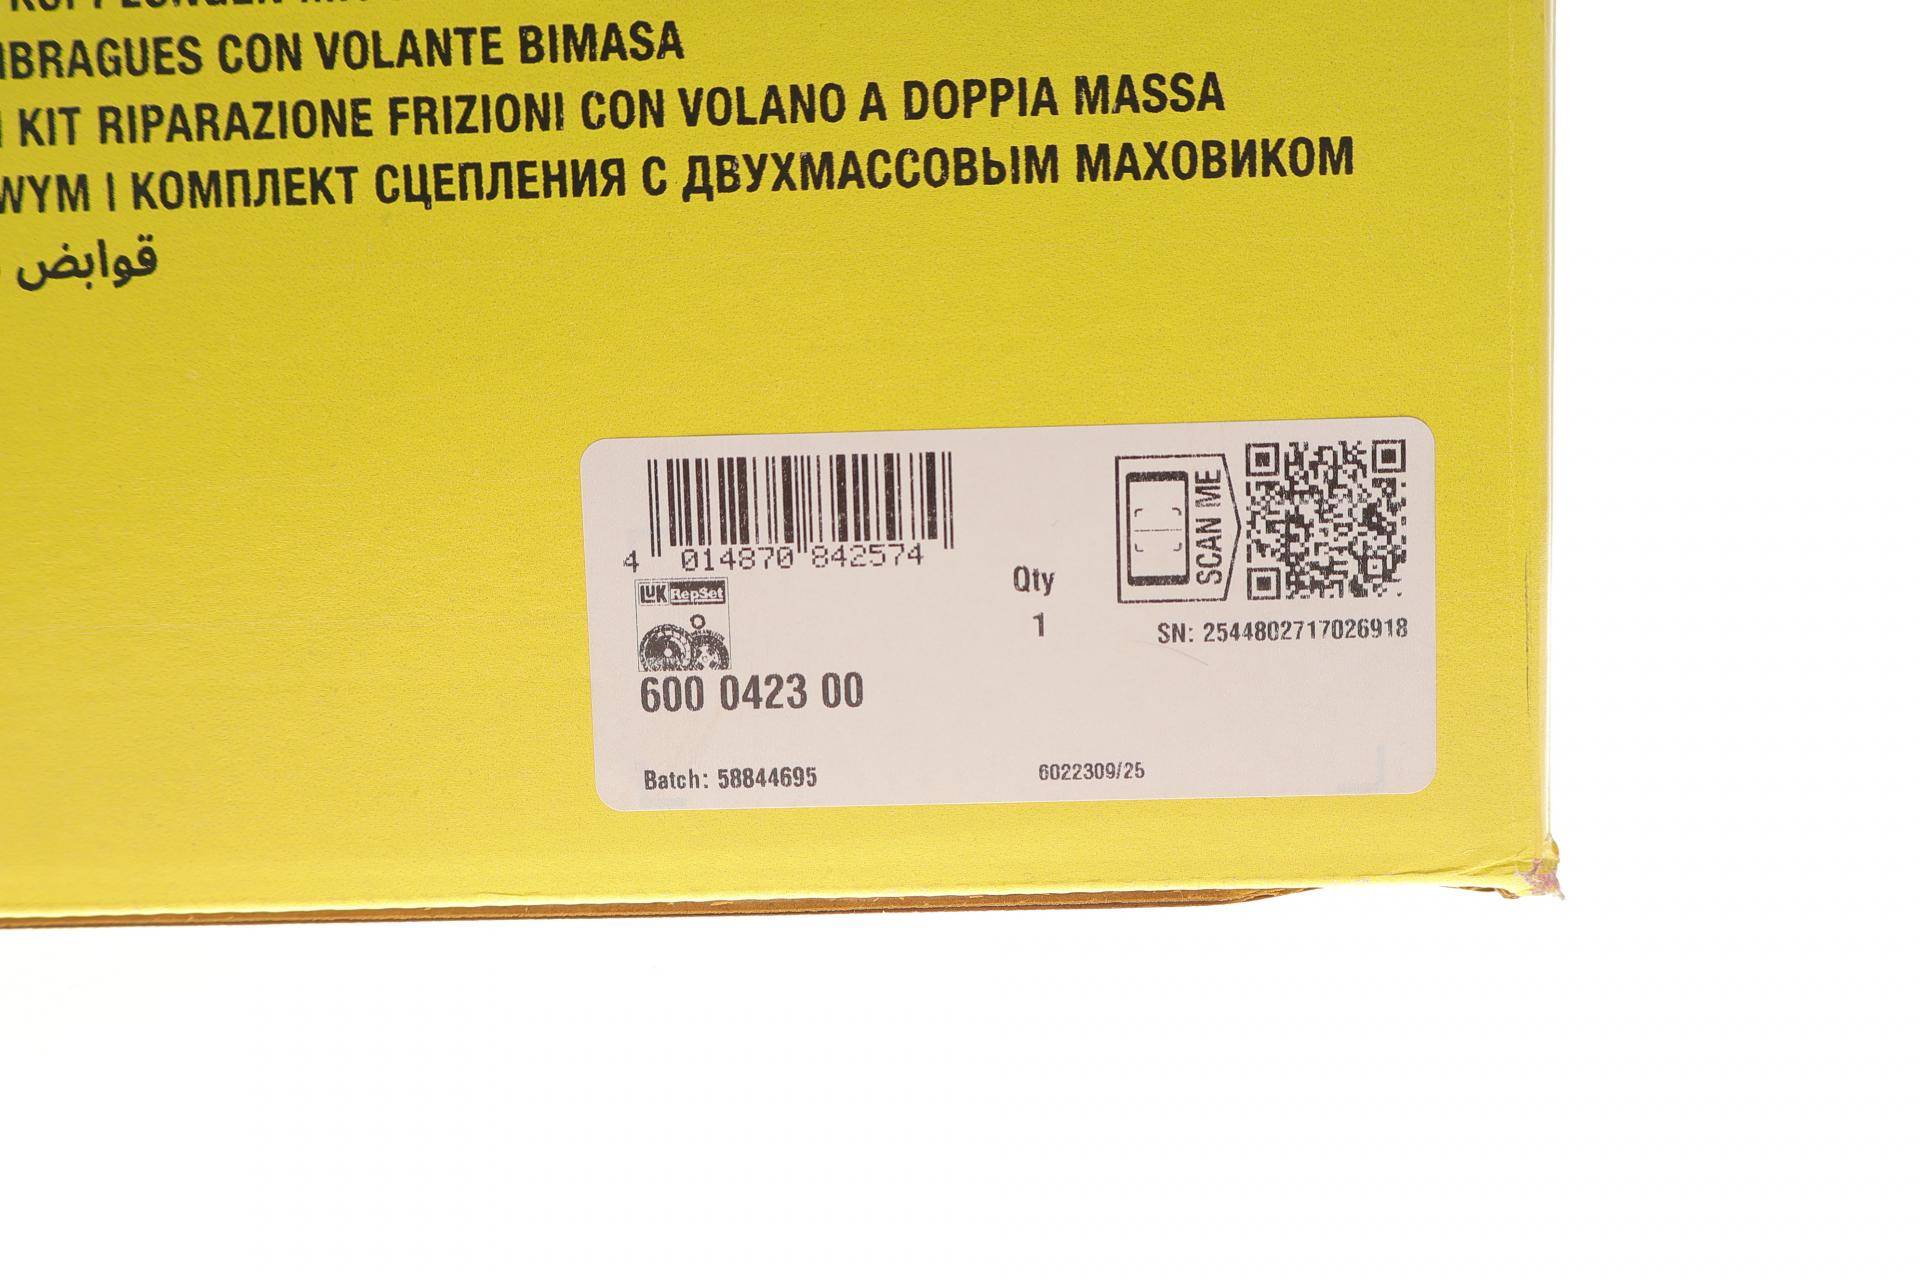 IBRAGUES CON VOLANTE BIMASA
I KIT RIPARAZIONE FRIZIONI CON VOLANO A DOPPIA MASSA
WYM I КОМПЛЕКТ СЦЕПЛЕНИЯ С ДВУХМАССОВЫМ МАХОВИКОМ
قوابض
4 014870 842574
LuK RepSet
Qty
1
SCAN ME
SN: 2544802717026918
600 0423 00
Batch: 58844695
6022309/25